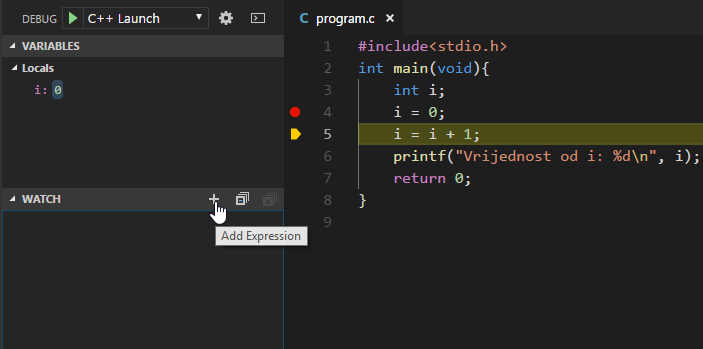 DEBUG C++ Launch
VARIABLES
Locals
i: 0
WATCH
Add Expression
C program.c ×
1 #include<stdio.h>
2 int main(void){
3 int i;
4 i = 0;
5 i = i + 1;
6 printf("Vrijednost od i: %d\n", i);
7 return 0;
8 }
9